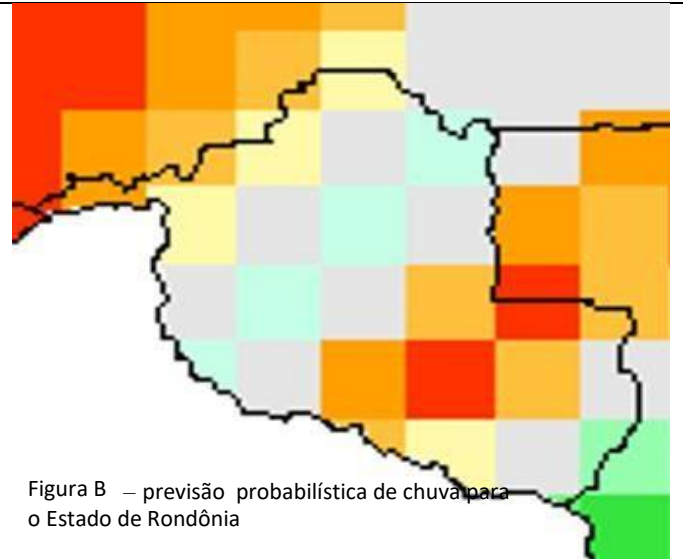 Figura B – previsão probabilística de chuva para
o Estado de Rondônia